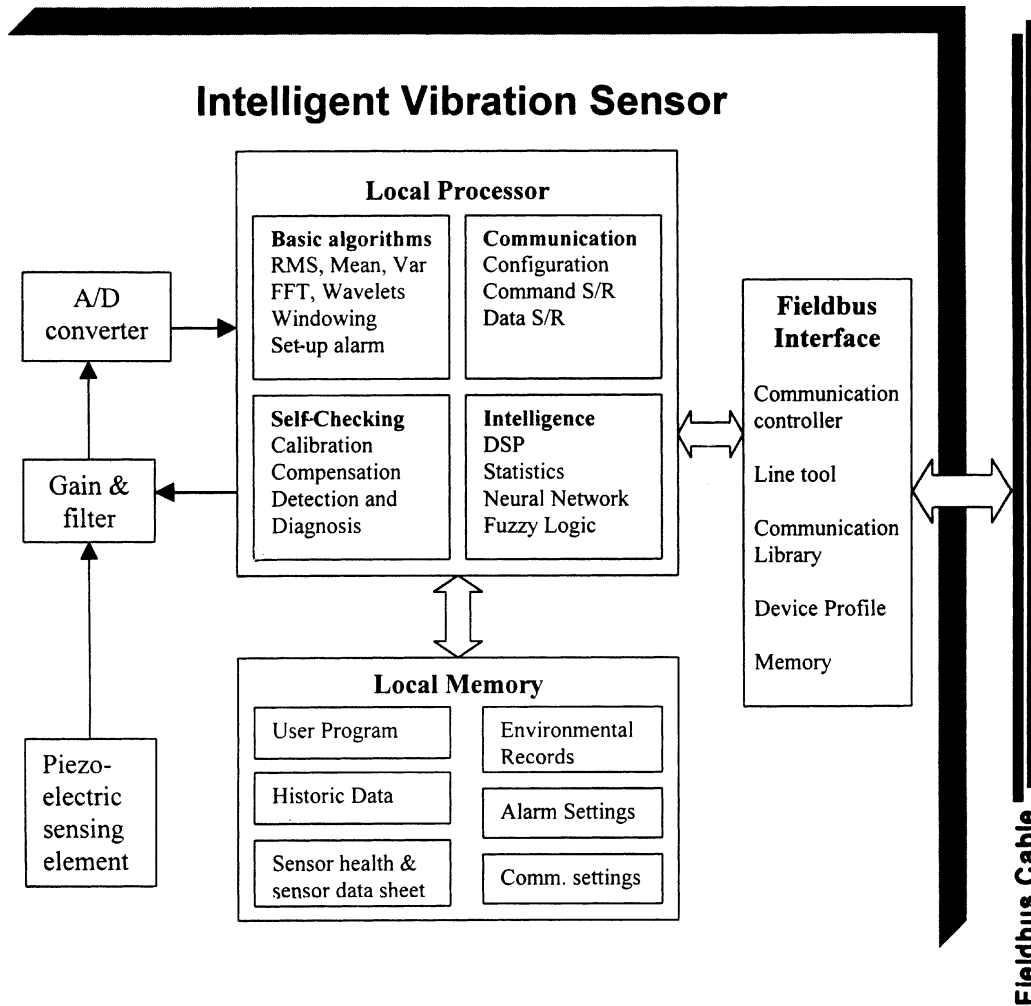 Intelligent Vibration Sensor
Local Processor
Basic algorithms
RMS, Mean, Var
FFT, Wavelets
Windowing
Set-up alarm
Communication
Configuration
Command S/R
Data S/R
Self-Checking
Calibration
Compensation
Detection and
Diagnosis
Intelligence
DSP
Statistics
Neural Network
Fuzzy Logic
A/D
converter
Gain &
filter
Piezo-
electric
sensing
element
Local Memory
User Program
Historic Data
Sensor health &
sensor data sheet
Environmental
Records
Alarm Settings
Comm. settings
Fieldbus
Interface
Communication
controller
Line tool
Communication
Library
Device Profile
Memory
Fieldbus Cable